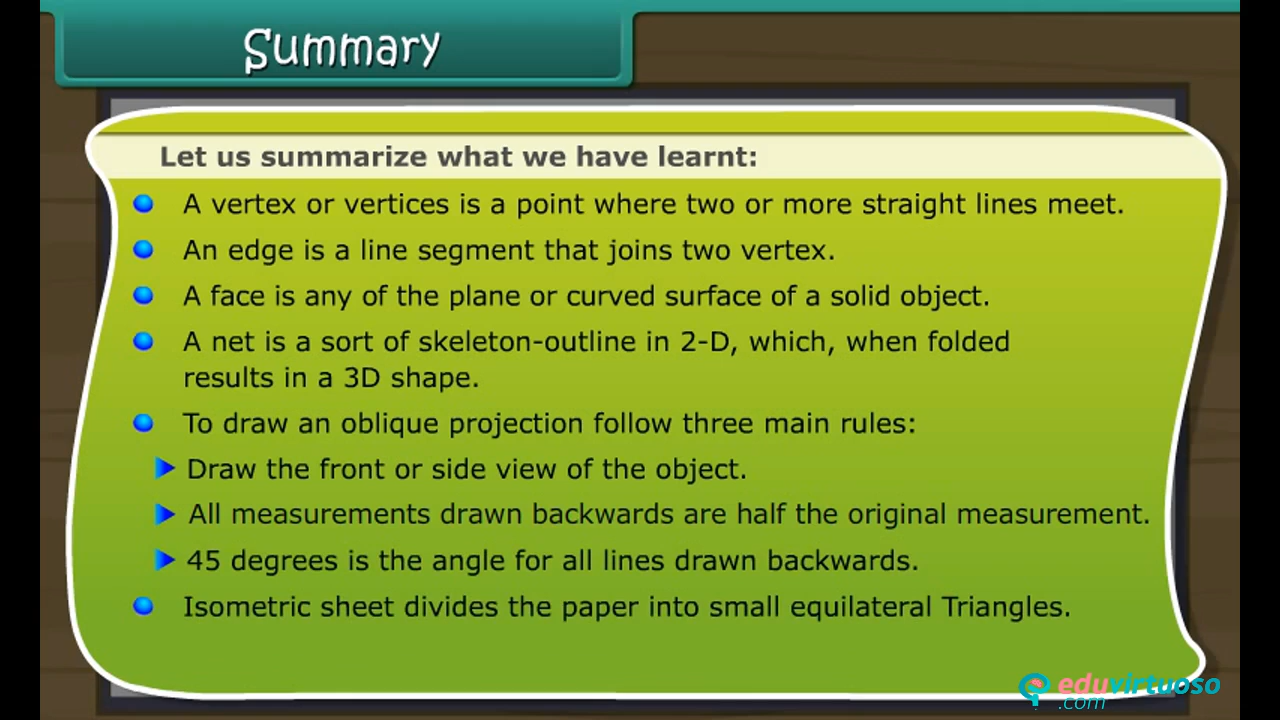 Summary
Let us summarize what we have learnt:
A vertex or vertices is a point where two or more straight lines meet.
An edge is a line segment that joins two vertex.
A face is any of the plane or curved surface of a solid object.
A net is a sort of skeleton-outline in 2-D, which, when folded
results in a 3D shape.
To draw an oblique projection follow three main rules:
Draw the front or side view of the object.
All measurements drawn backwards are half the original measurement.
45 degrees is the angle for all lines drawn backwards.
Isometric sheet divides the paper into small equilateral Triangles.
eduvirtuoso
.com